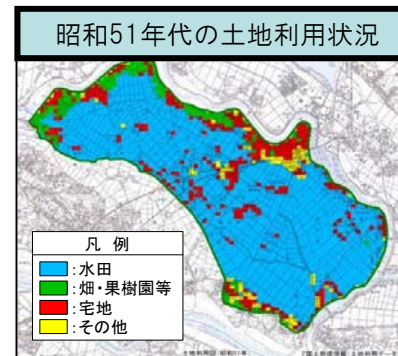 昭和51年代の土地利用状況
凡 例
:水田
:畑・果樹園等
:宅地
:その他